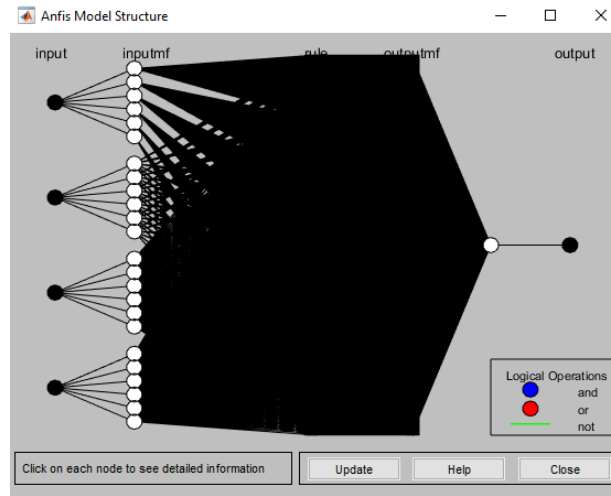 Anfis Model Structure
input inputmf rule outputmf output
Logical Operations
and
or
not
Click on each node to see detailed information
Update Help Close